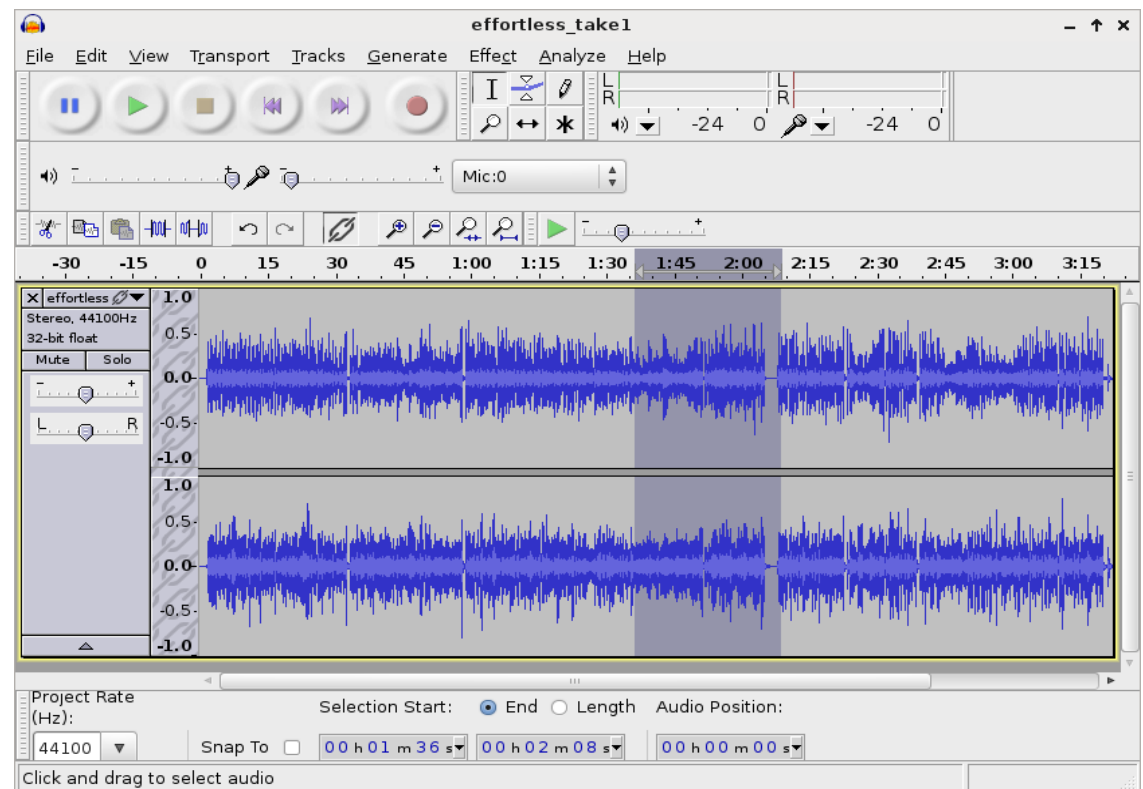 effortless_take1
File Edit View Transport Tracks Generate Effect Analyze Help
L
R
L
R
-24 0
-24 0
- +
- +
Mic:0
- +
-30 -15 0 15 30 45 1:00 1:15 1:30 1:45 2:00 2:15 2:30 2:45 3:00 3:15
X effortless
Stereo, 44100Hz
32-bit float
Mute Solo
- +
L R
1.0
0.5
0.0
-0.5
-1.0
1.0
0.5
0.0
-0.5
-1.0
Project Rate
(Hz):
Selection Start: End Length Audio Position:
44100 Snap To 00 h 01 m 36 s 00 h 02 m 08 s 00 h 00 m 00 s
Click and drag to select audio